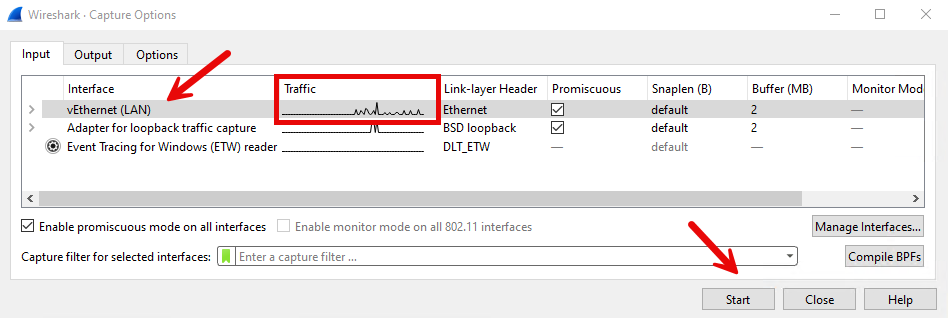 Wireshark · Capture Options
Input Output Options
Interface Traffic Link-layer Header Promiscuous Snaplen (B) Buffer (MB) Monitor Mod
vEthernet (LAN) Ethernet default 2 —
Adapter for loopback traffic capture BSD loopback default 2 —
Event Tracing for Windows (ETW) reader DLT_ETW — default — —
Enable promiscuous mode on all interfaces Enable monitor mode on all 802.11 interfaces Manage Interfaces...
Capture filter for selected interfaces: Enter a capture filter ... Compile BPFs
Start Close Help